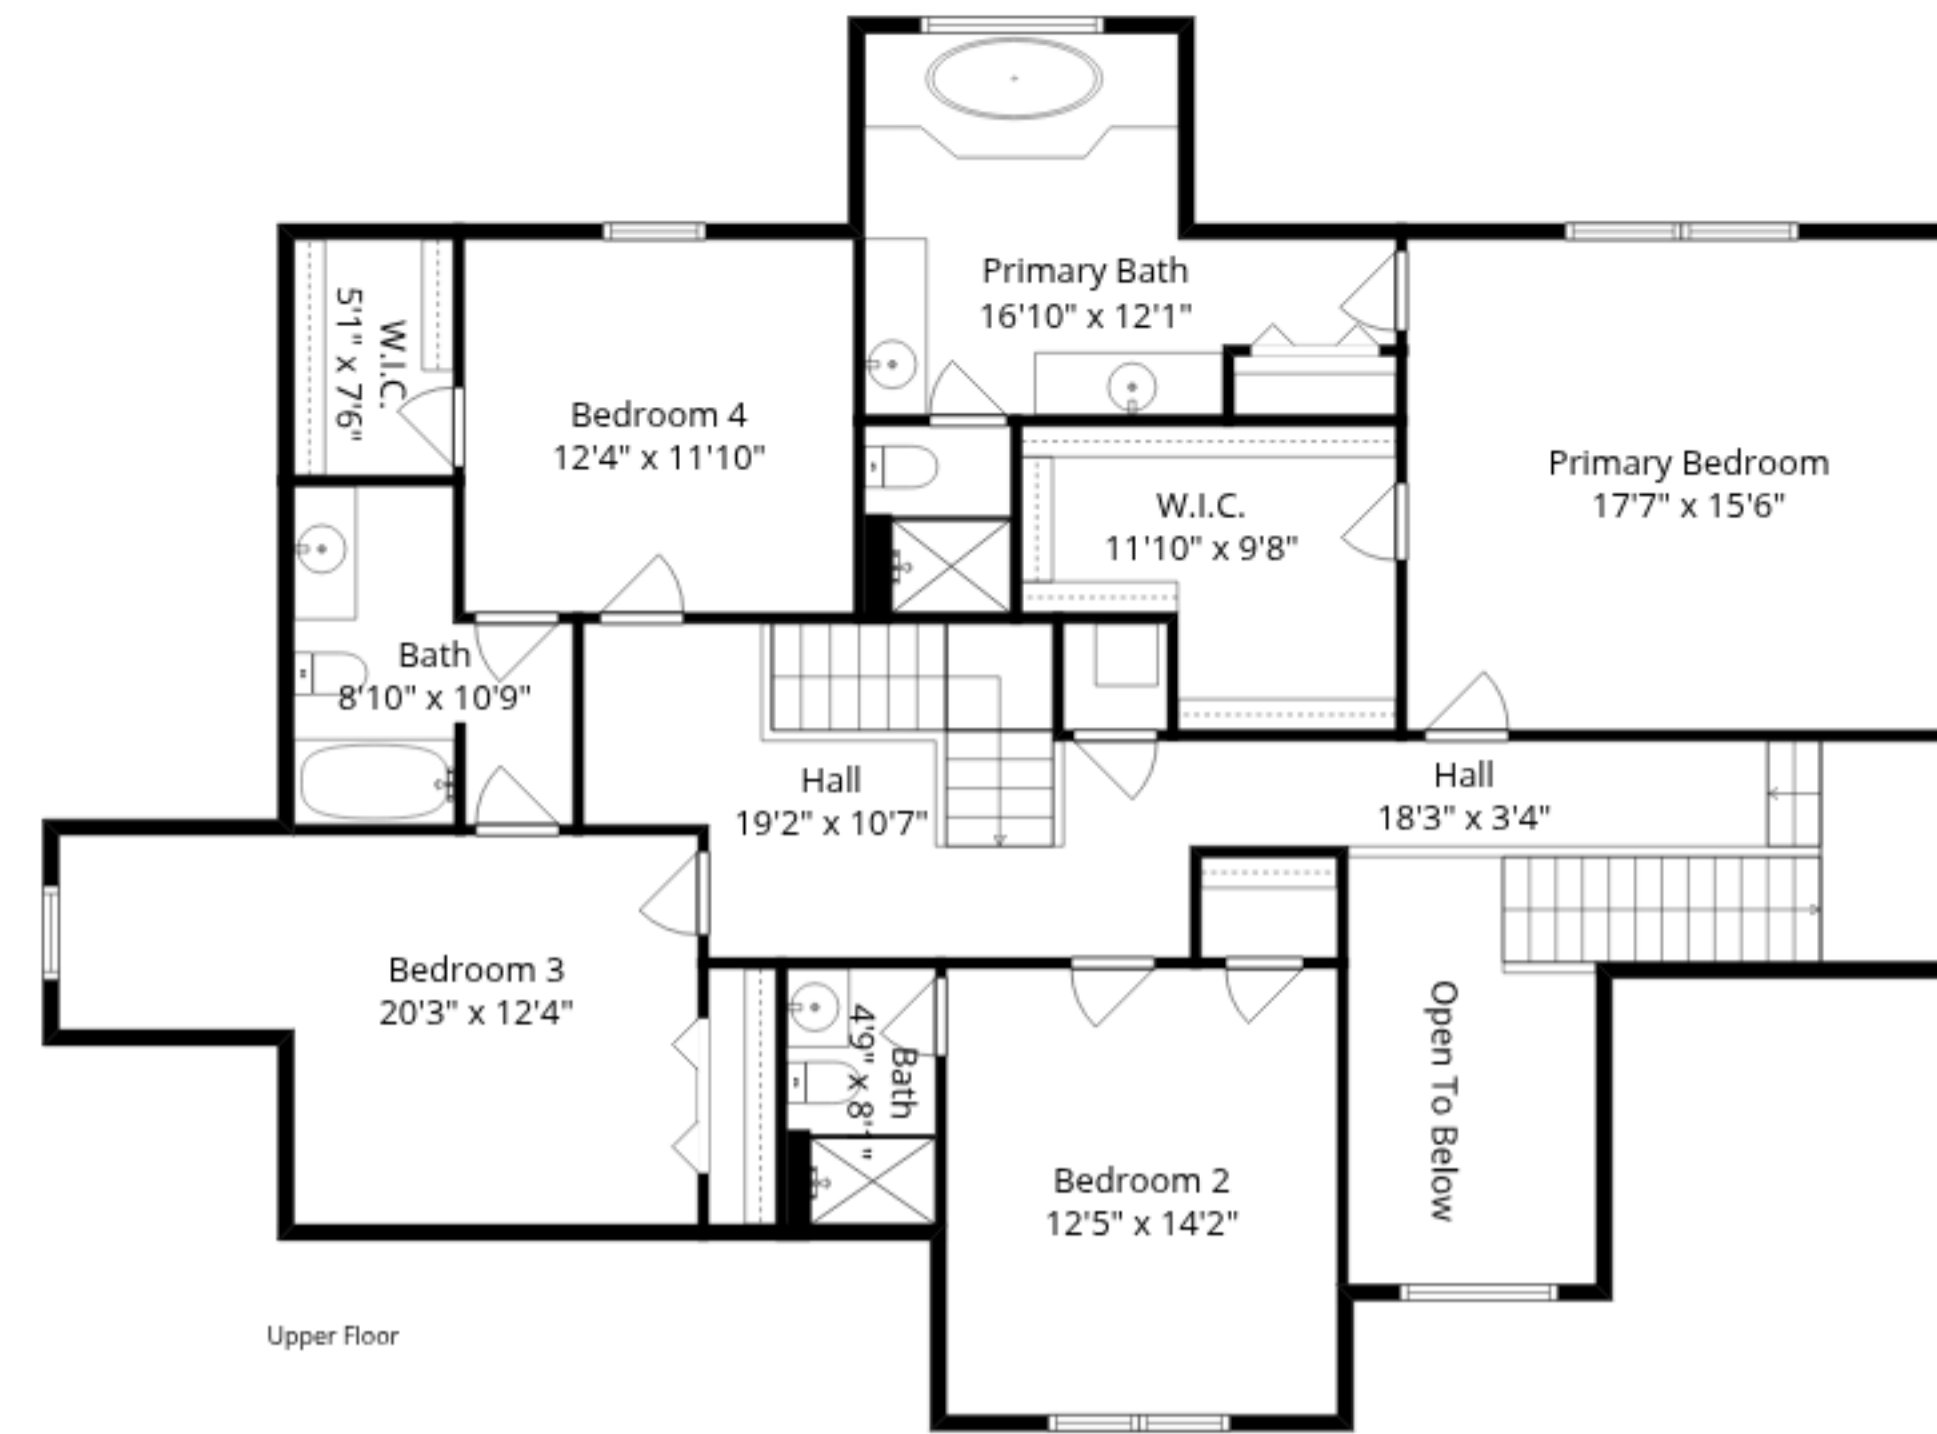 Primary Bath
16'10" x 12'1"
W.I.C.
5'1" x 7'6"
Bedroom 4
12'4" x 11'10"
Primary Bedroom
17'7" x 15'6"
W.I.C.
11'10" x 9'8"
Bath
8'10" x 10'9"
Hall
19'2" x 10'7"
Hall
18'3" x 3'4"
Bedroom 3
20'3" x 12'4"
Bath
4'9" x
Open To Below
Bedroom 2
12'5" x 14'2"
Upper Floor